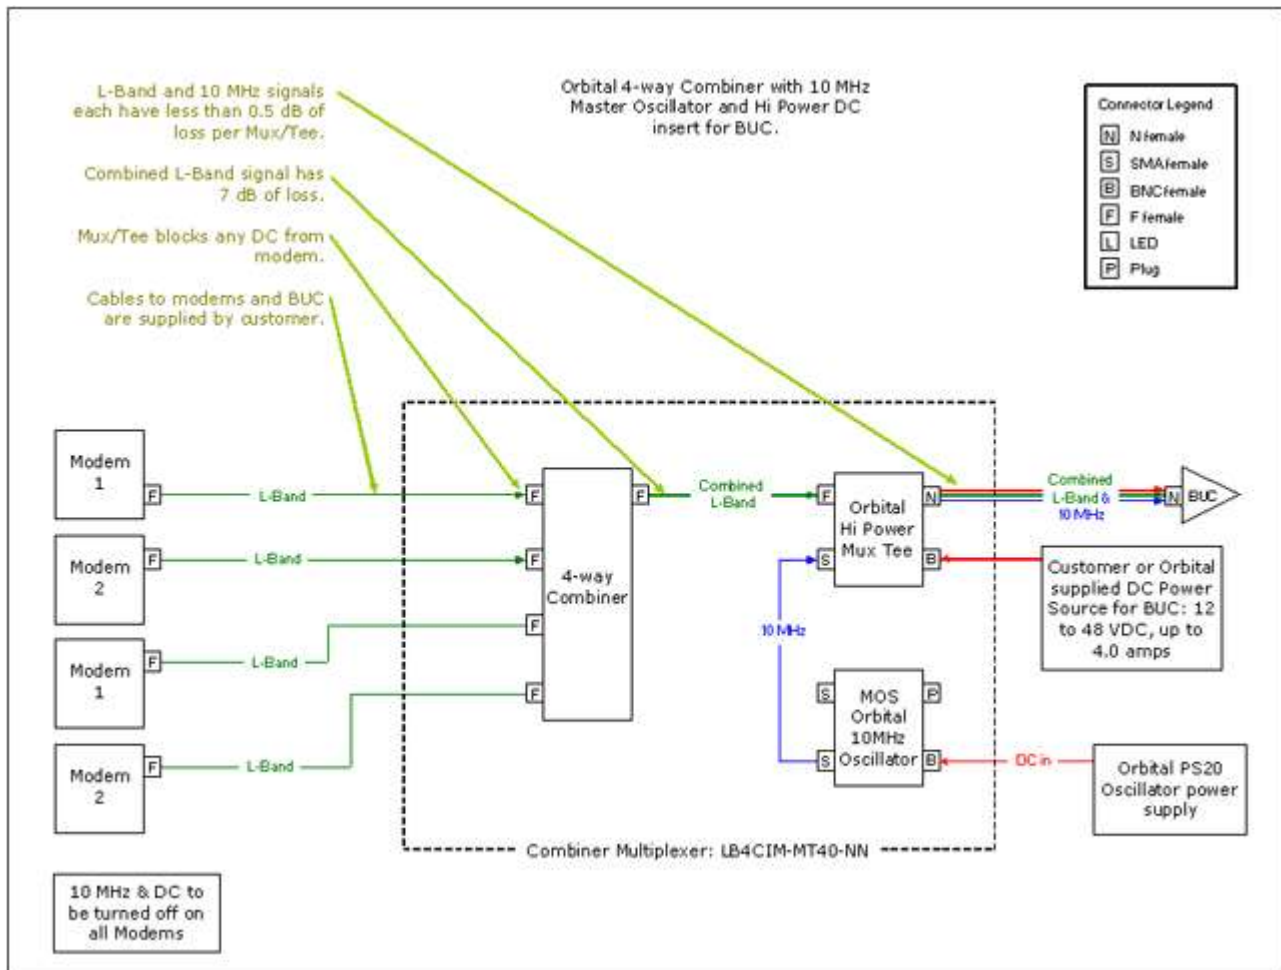 L-Band and 10 MHz signals
each have less than 0.5 dB of
loss per Mux/Tee.
Combined L-Band signal has
7 dB of loss.
Mux/Tee blocks any DC from
modem.
Cables to modems and BUC
are supplied by customer.
Orbital 4-way Combiner with 10 MHz
Master Oscillator and Hi Power DC
insert for BUC.
Connector Legend
N N female
S SMA female
B BNC female
F F female
L LED
P Plug
Modem
1
F
L-Band
F
Modem
2
F
L-Band
F
Modem
1
F
L-Band
F
Modem
2
F
L-Band
F
4-way
Combiner
F
Combined
L-Band
F
Orbital
Hi Power
Mux Tee
N
S
B
Combined
L-Band &
10 MHz
N
BUC
Customer or Orbital
supplied DC Power
Source for BUC: 12
to 48 VDC, up to
4.0 amps
10 MHz
S
P
MOS
Orbital
10MHz
Oscillator
S
B
DC in
Orbital PS20
Oscillator power
supply
Combiner Multiplexer: LB4CIM-MT40-NN
10 MHz & DC to
be turned off on
all Modems